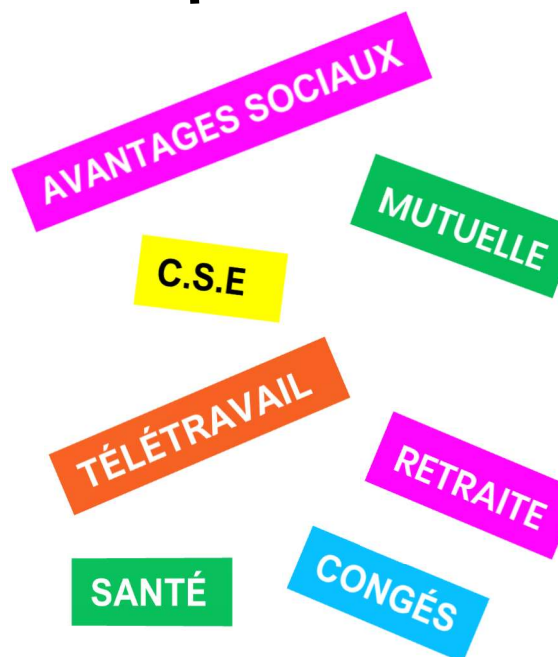 AVANTAGES SOCIAUX
MUTUELLE
C.S.E
TÉLÉTRAVAIL
RETRAITE
CONGÉS
SANTÉ